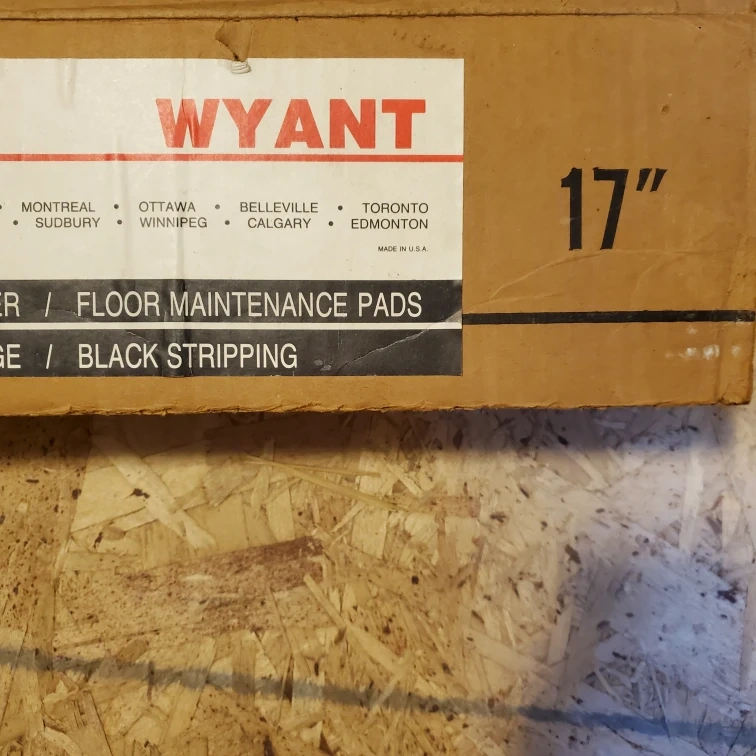 WYANT
• MONTREAL • OTTAWA • BELLEVILLE • TORONTO
• SUDBURY • WINNIPEG • CALGARY • EDMONTON
MADE IN U.S.A.
17"
ER / FLOOR MAINTENANCE PADS
GE / BLACK STRIPPING